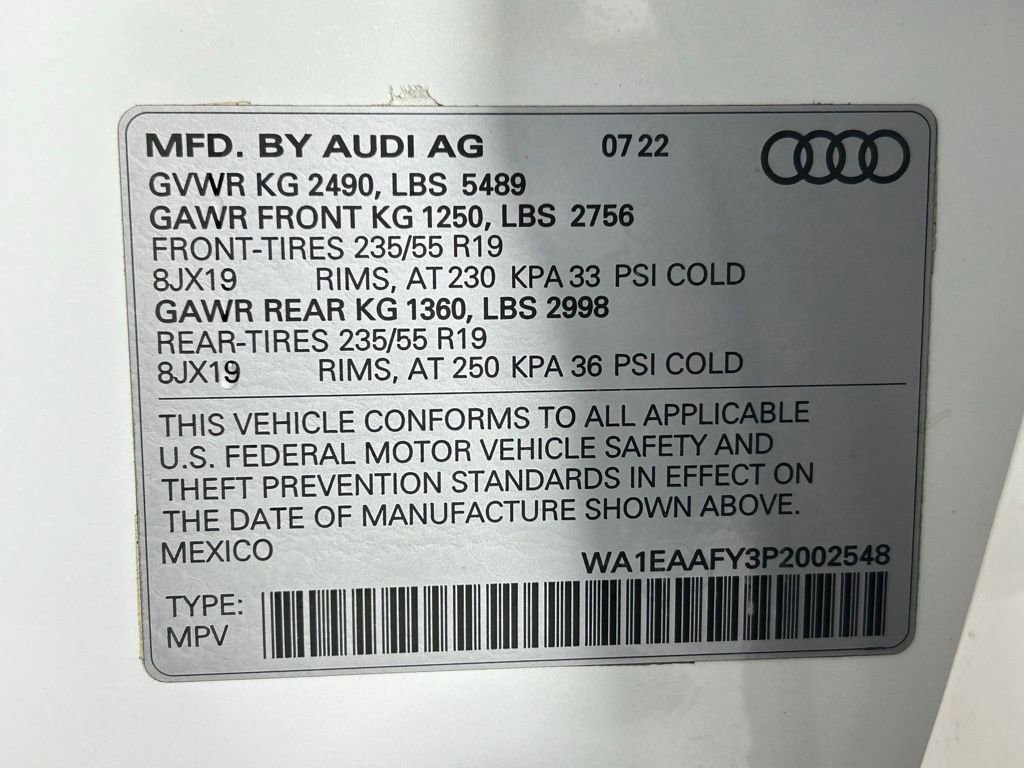 MFD. BY AUDI AG 07 22
GVWR KG 2490, LBS 5489
GAWR FRONT KG 1250, LBS 2756
FRONT-TIRES 235/55 R19
8JX19 RIMS, AT 230 KPA 33 PSI COLD
GAWR REAR KG 1360, LBS 2998
REAR-TIRES 235/55 R19
8JX19 RIMS, AT 250 KPA 36 PSI COLD
THIS VEHICLE CONFORMS TO ALL APPLICABLE
U.S. FEDERAL MOTOR VEHICLE SAFETY AND
THEFT PREVENTION STANDARDS IN EFFECT ON
THE DATE OF MANUFACTURE SHOWN ABOVE.
MEXICO WA1EAAFY3P2002548
TYPE:
MPV